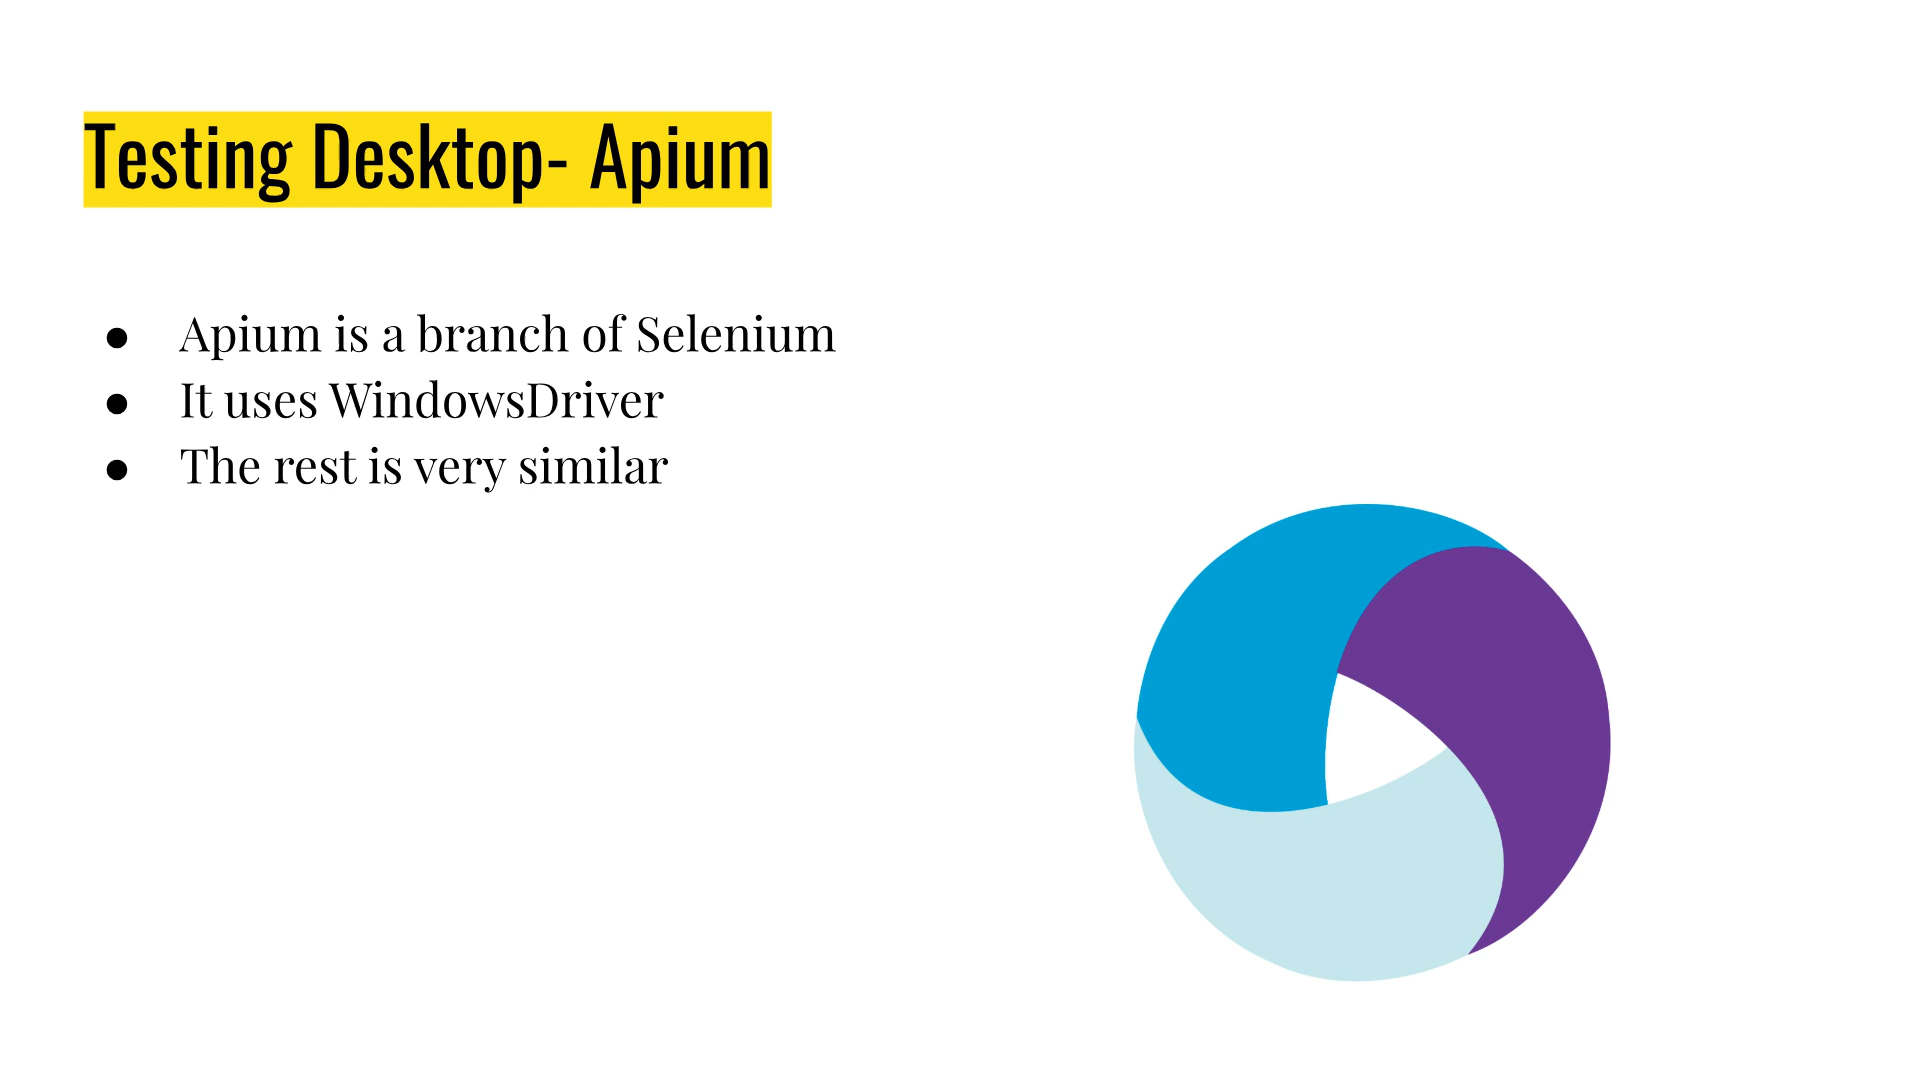 Testing Desktop- Apium
● Apium is a branch of Selenium
● It uses WindowsDriver
● The rest is very similar